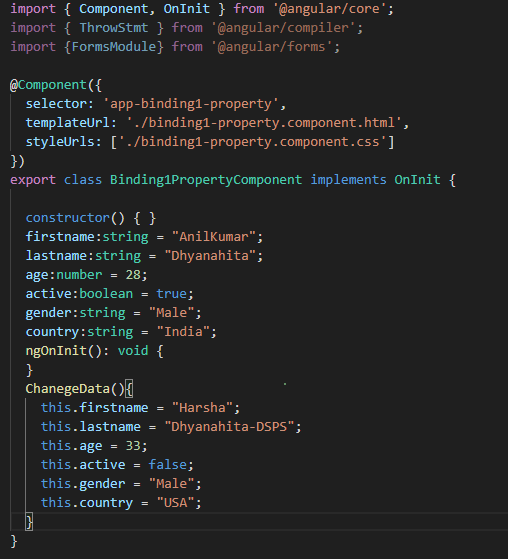 import { Component, OnInit } from '@angular/core';
import { ThrowStmt } from '@angular/compiler';
import {FormsModule} from '@angular/forms';
@Component({
selector: 'app-binding1-property',
templateUrl: './binding1-property.component.html',
styleUrls: ['./binding1-property.component.css']
})
export class Binding1PropertyComponent implements OnInit {
constructor() { }
firstname:string = "AnilKumar";
lastname:string = "Dhyanahita";
age:number = 28;
active:boolean = true;
gender:string = "Male";
country:string = "India";
ngOnInit(): void {
}
ChanegeData(){
this.firstname = "Harsha";
this.lastname = "Dhyanahita-DSPS";
this.age = 33;
this.active = false;
this.gender = "Male";
this.country = "USA";
}
}